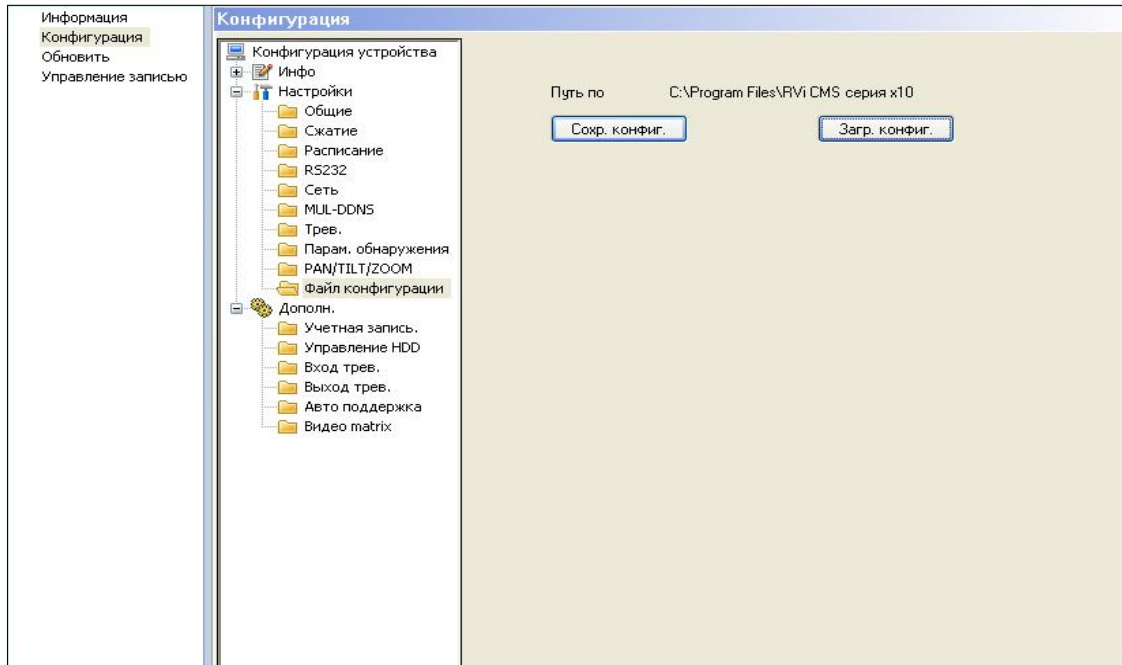 Информация
Конфигурация
Обновить
Управление записью
Конфигурация
Конфигурация устройства
Инфо
Настройки
Общие
Сжатие
Расписание
RS232
Сеть
MUL-DDNS
Трев.
Парам. обнаружения
PAN/TILT/ZOOM
Файл конфигурации
Дополн.
Учетная запись.
Управление HDD
Вход трев.
Выход трев.
Авто поддержка
Видео matrix
Путь по C:\Program Files\RVi CMS серия x10
Сохр. конфиг. Загр. конфиг.